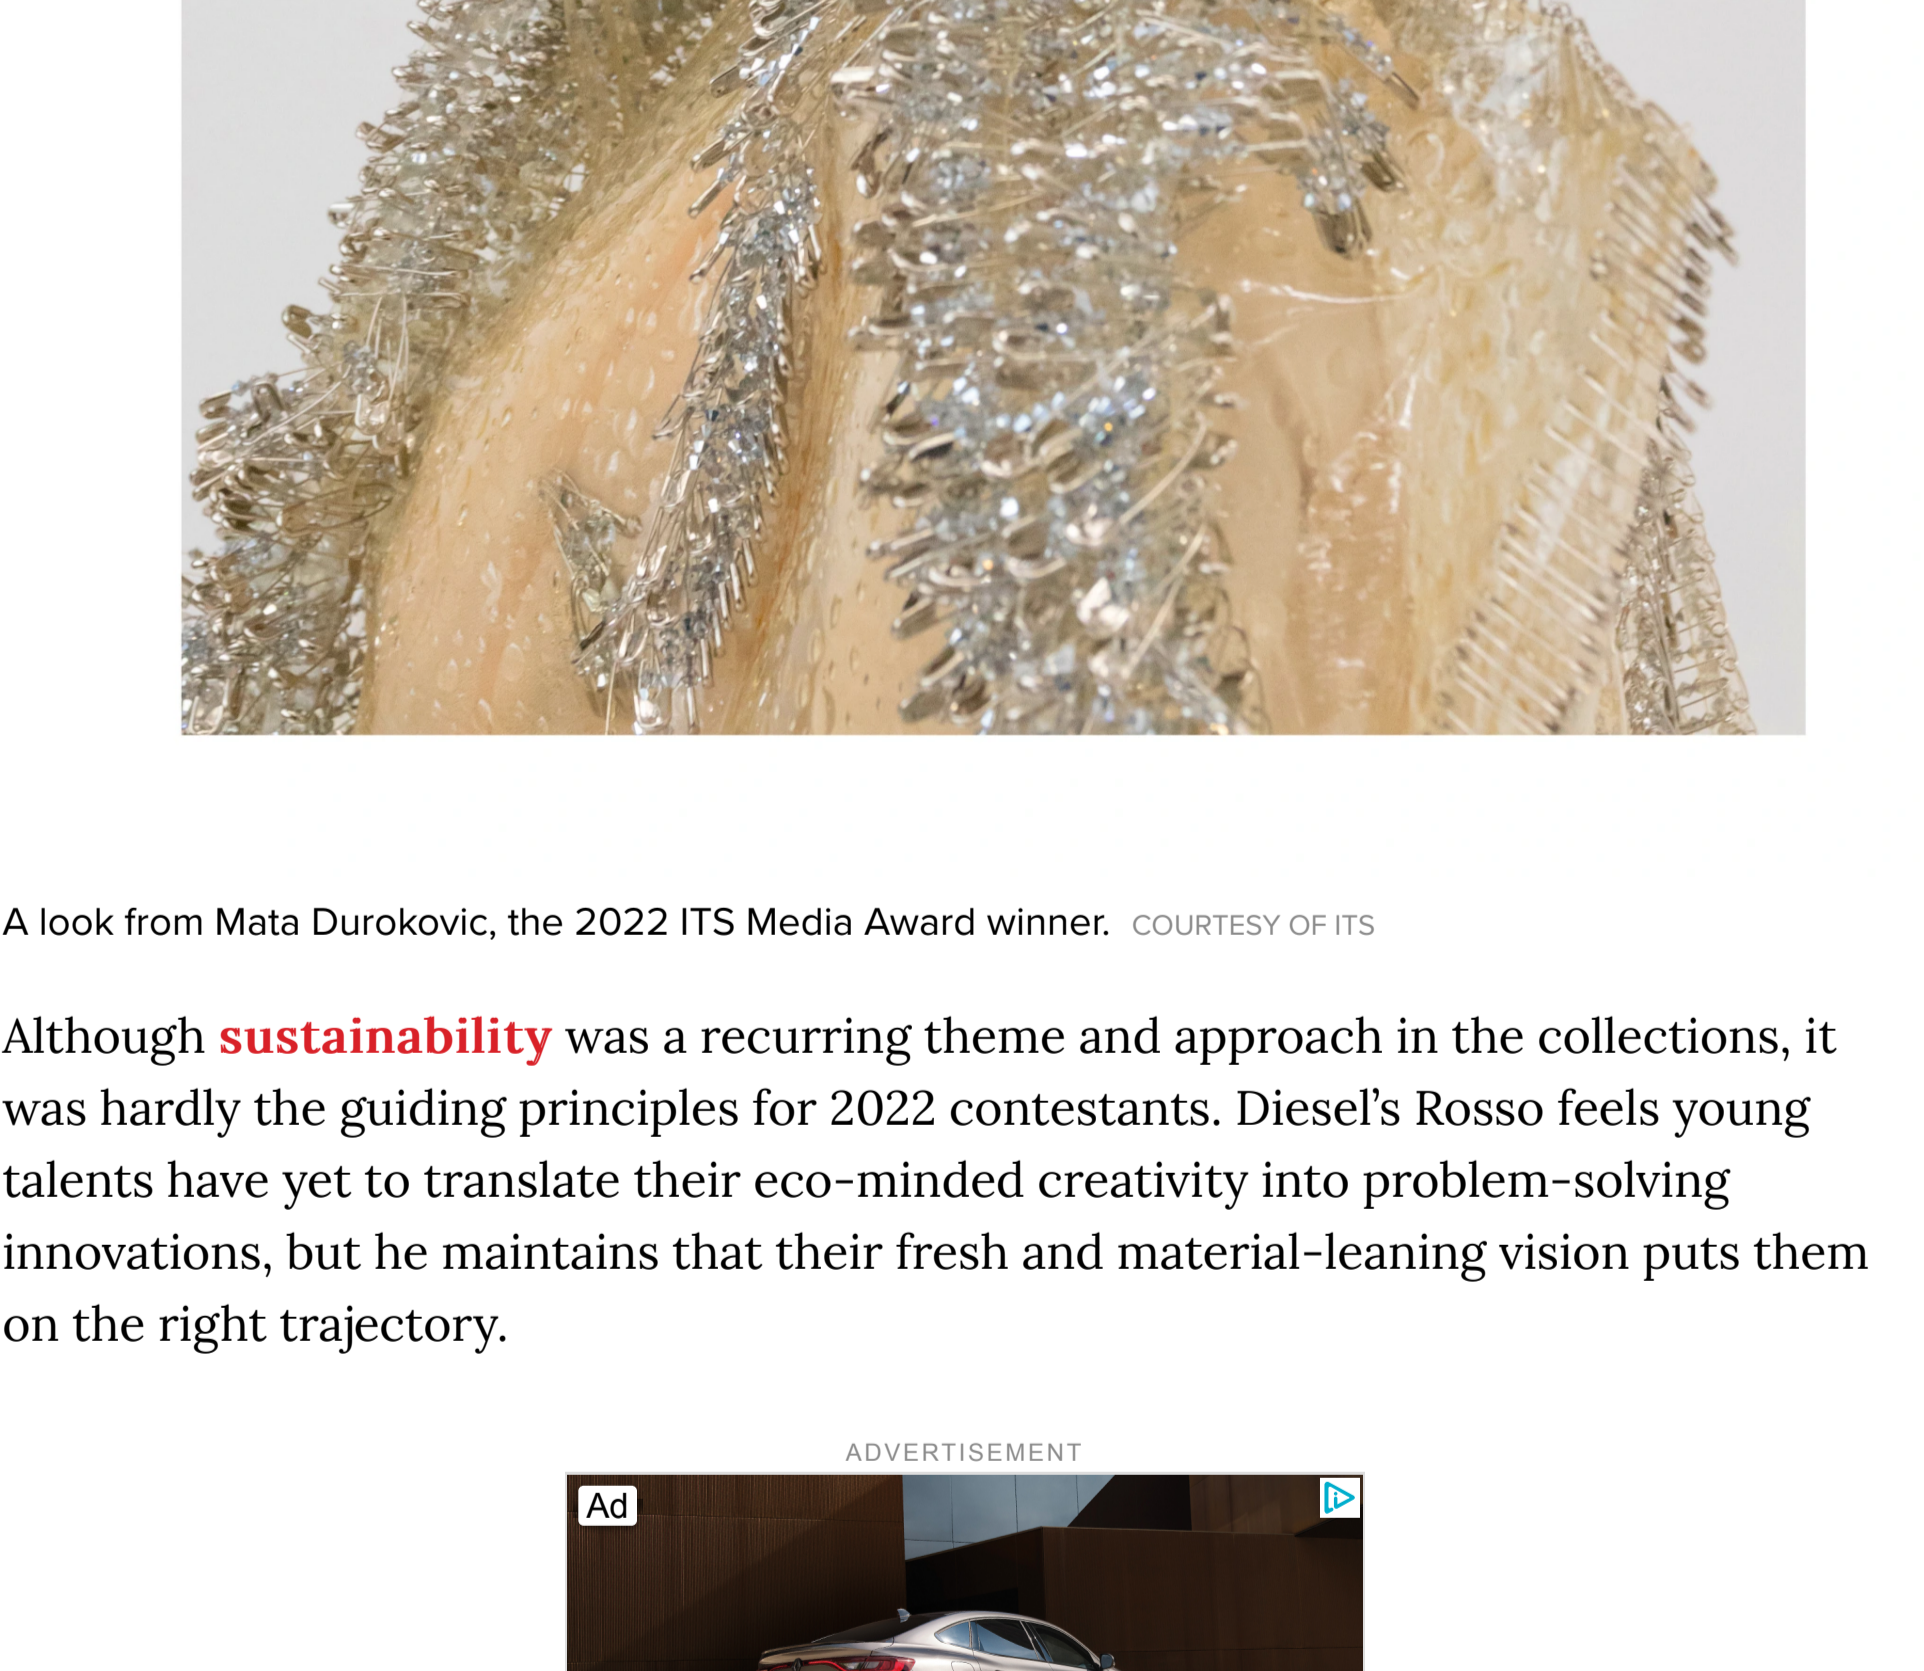 A look from Mata Durokovic, the 2022 ITS Media Award winner. COURTESY OF ITS
Although sustainability was a recurring theme and approach in the collections, it
was hardly the guiding principles for 2022 contestants. Diesel’s Rosso feels young
talents have yet to translate their eco-minded creativity into problem-solving
innovations, but he maintains that their fresh and material-leaning vision puts them
on the right trajectory.
ADVERTISEMENT
Ad